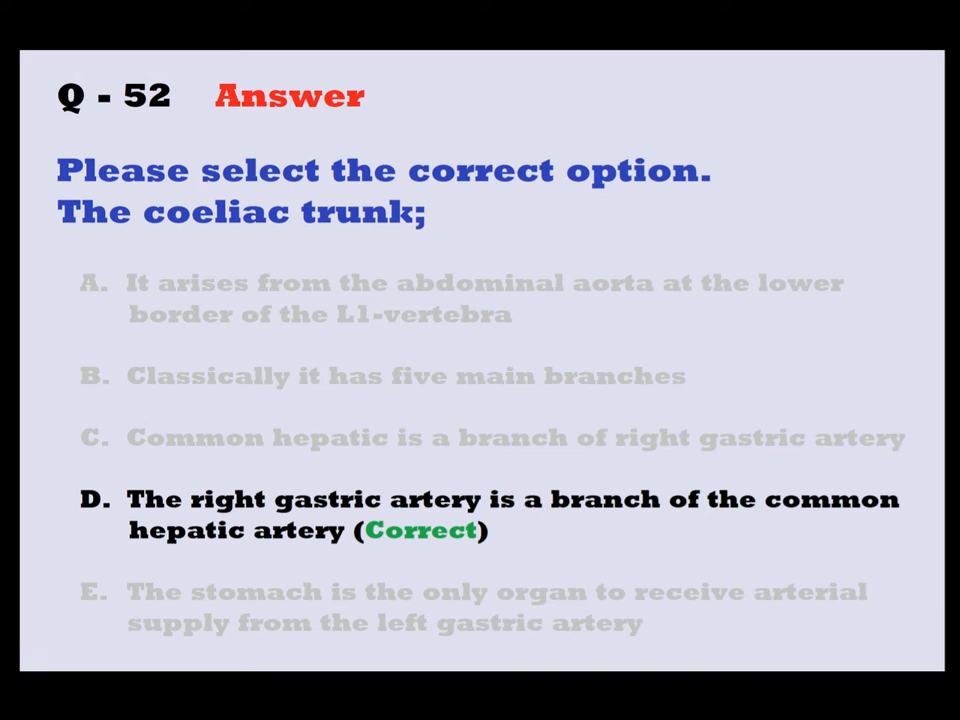 Q - 52 Answer
Please select the correct option.
The coeliac trunk;
A. It arises from the abdominal aorta at the lower
border of the L1-vertebra
B. Classically it has five main branches
C. Common hepatic is a branch of right gastric artery
D. The right gastric artery is a branch of the common
hepatic artery (Correct)
E. The stomach is the only organ to receive arterial
supply from the left gastric artery